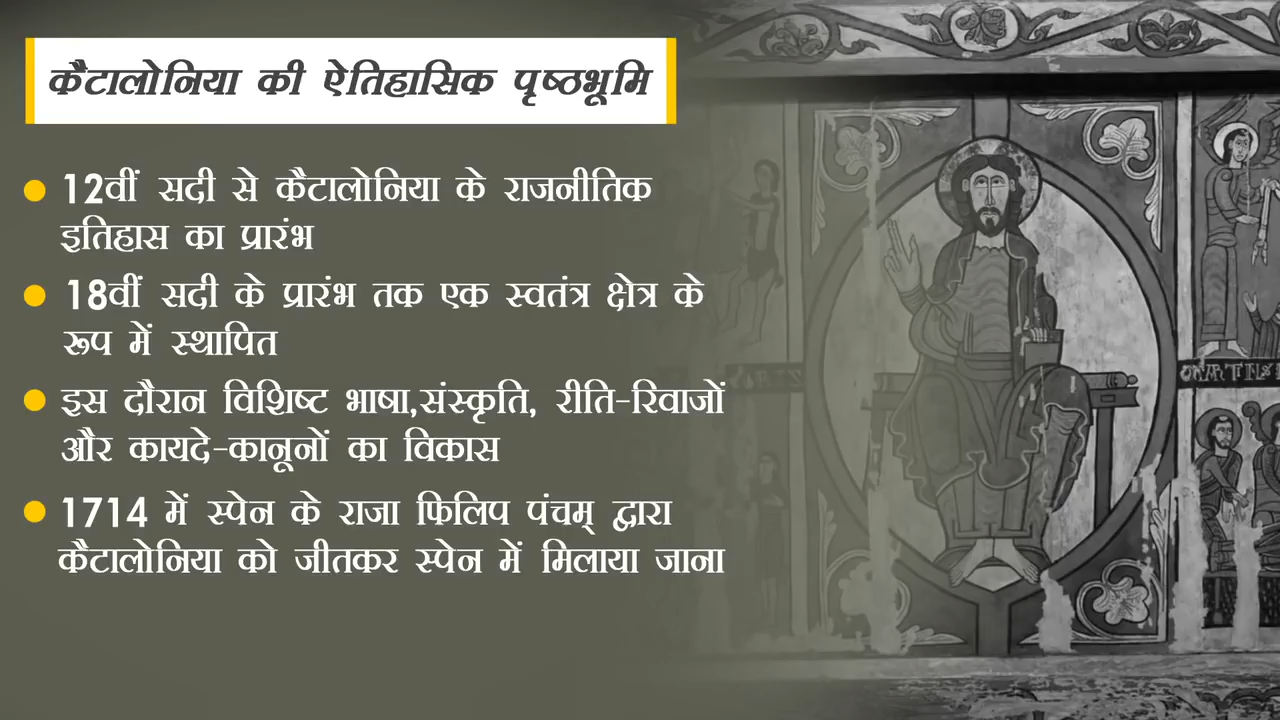 कैटालोनिया की ऐतिहासिक पृष्ठभूमि
12वीं सदी से कैटालोनिया के राजनीतिक
इतिहास का प्रारंभ
18वीं सदी के प्रारंभ तक एक स्वतंत्र क्षेत्र के
रूप में स्थापित
इस दौरान विशिष्ट भाषा,संस्कृति, रीति-रिवाजों
और कायदे-कानूनों का विकास
1714 में स्पेन के राजा फिलिप पंचम् द्वारा
कैटालोनिया को जीतकर स्पेन में मिलाया जाना